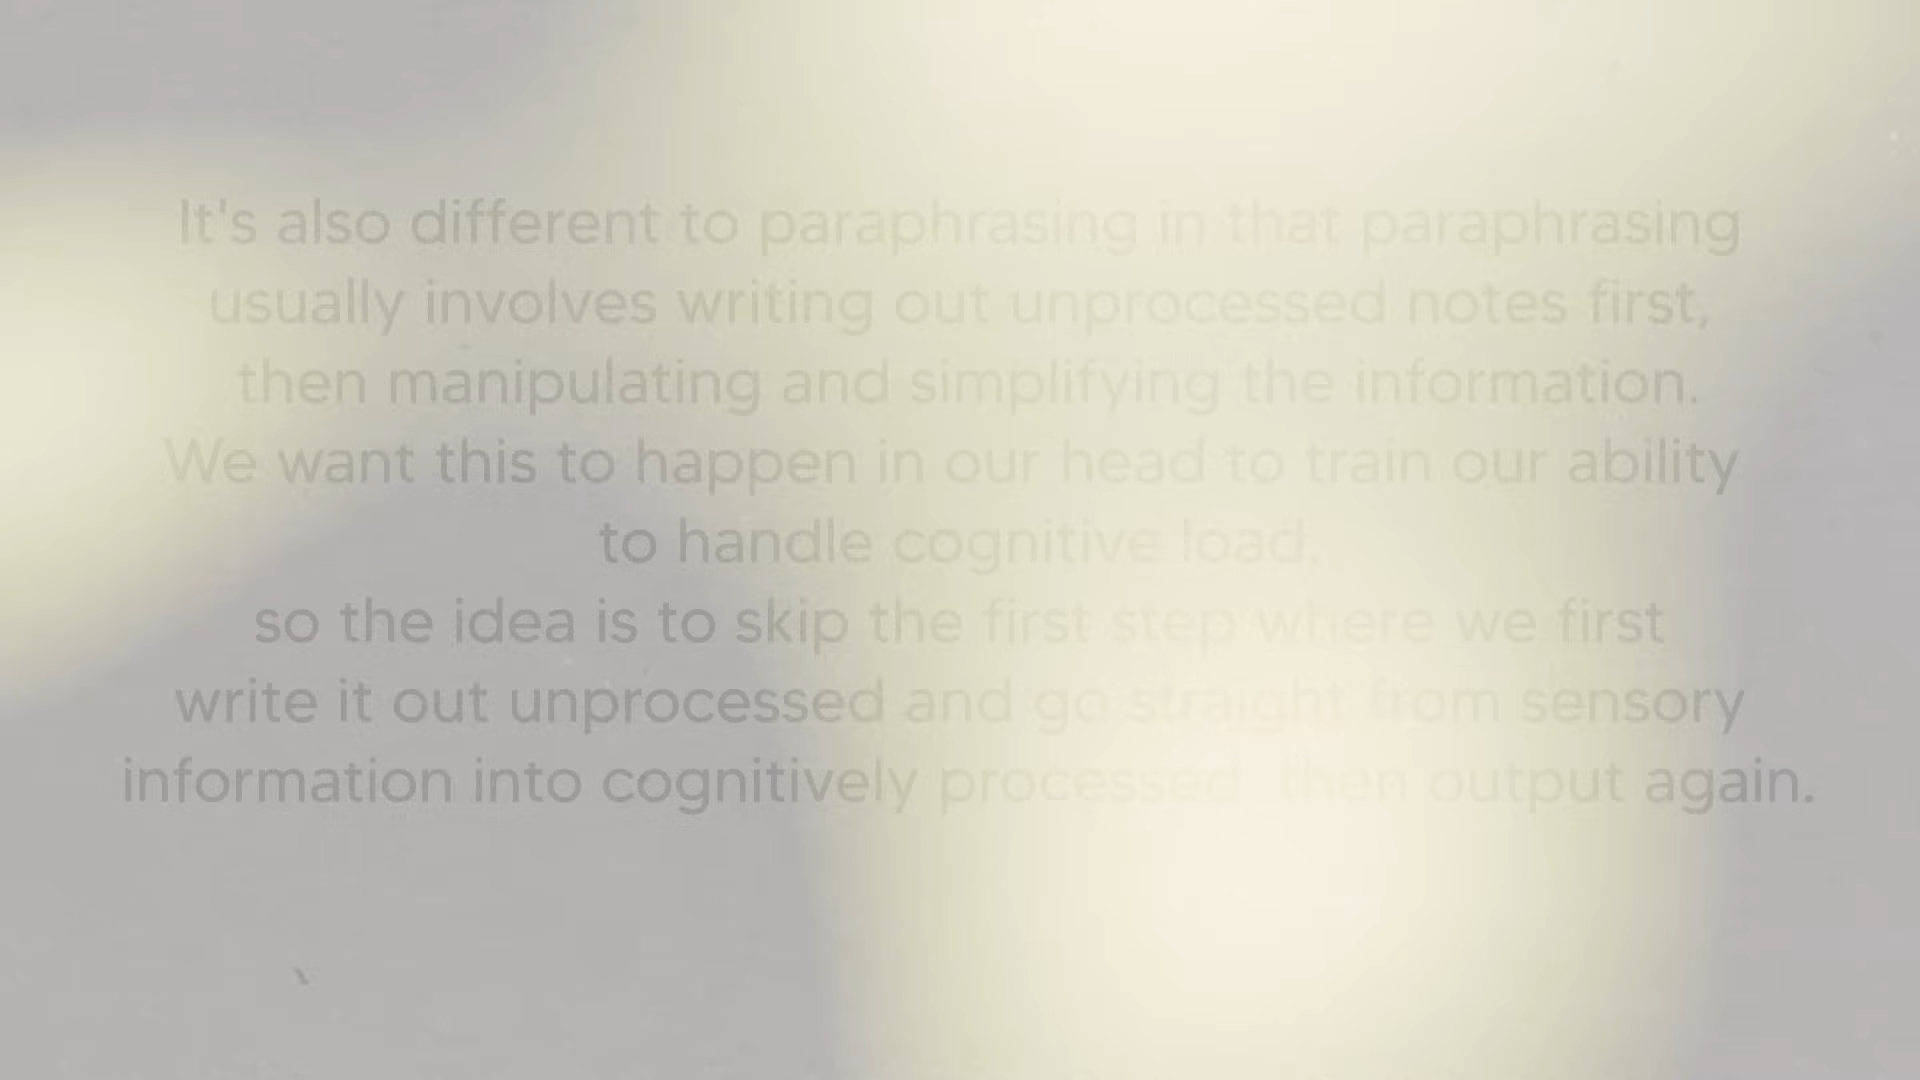 It's also different to paraphrasing in that paraphrasing
usually involves writing out unprocessed notes first,
then manipulating and simplifying the information.
We want this to happen in our head to train our ability
to handle cognitive load.
so the idea is to skip the first step where we first
write it out unprocessed and go straight from sensory
information into cognitively processed, then output again.